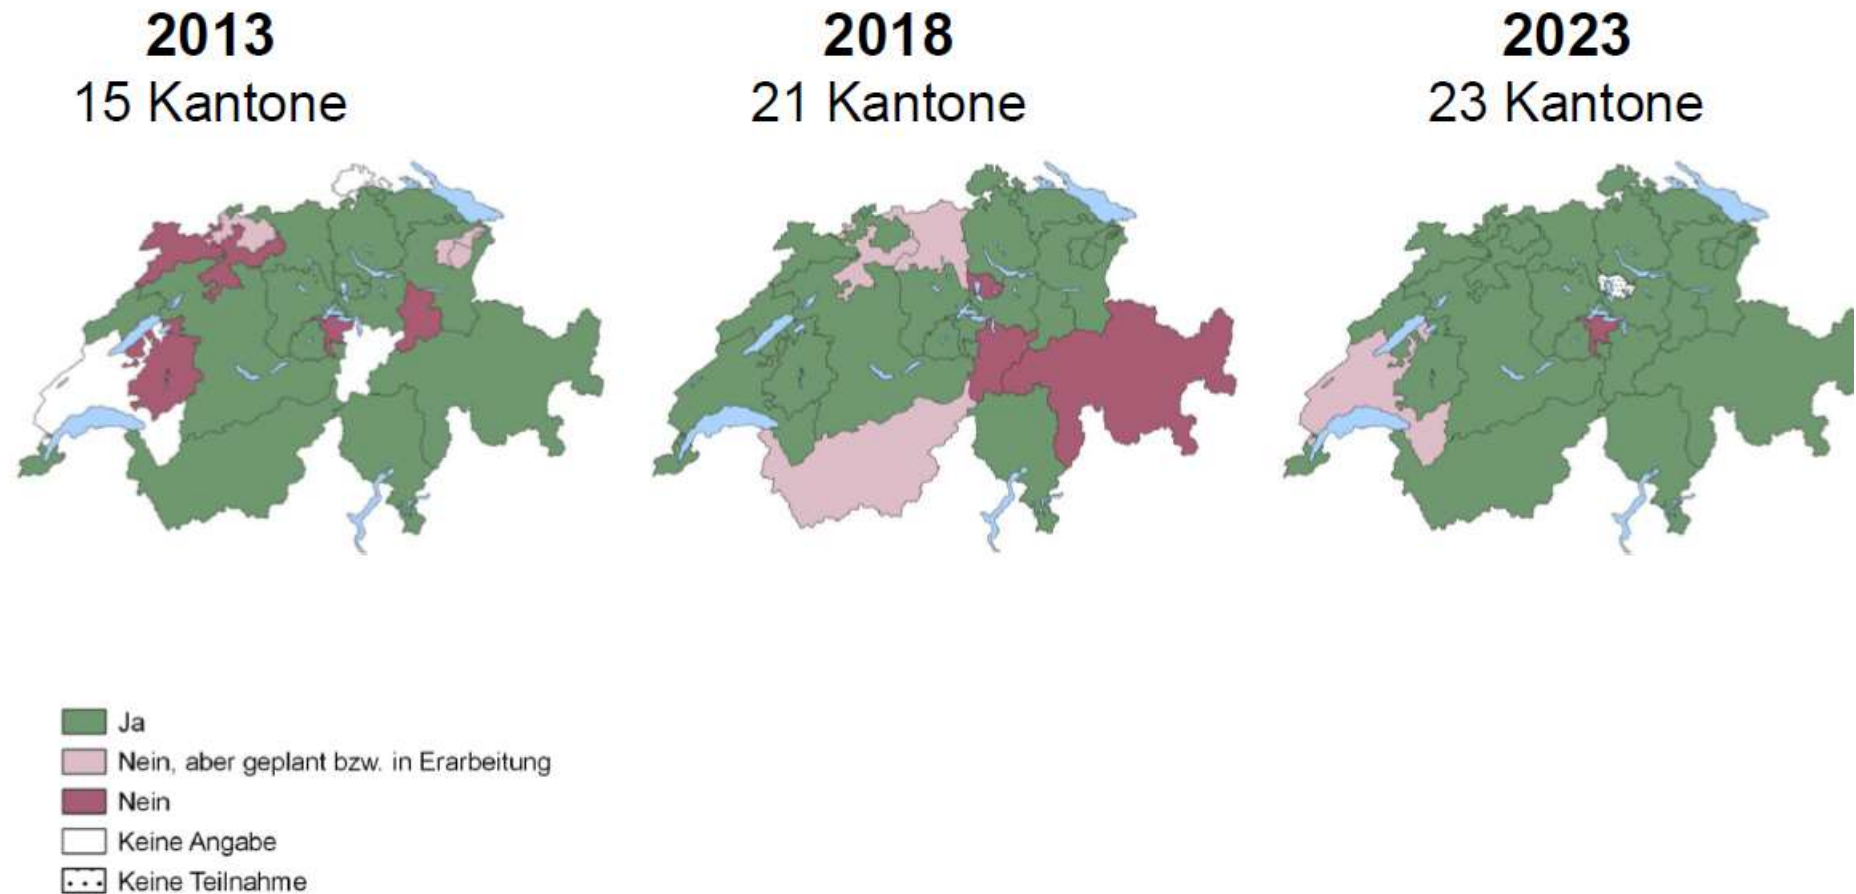 2013
15 Kantone
2018
21 Kantone
2023
23 Kantone
Ja
Nein, aber geplant bzw. in Erarbeitung
Nein
Keine Angabe
Keine Teilnahme